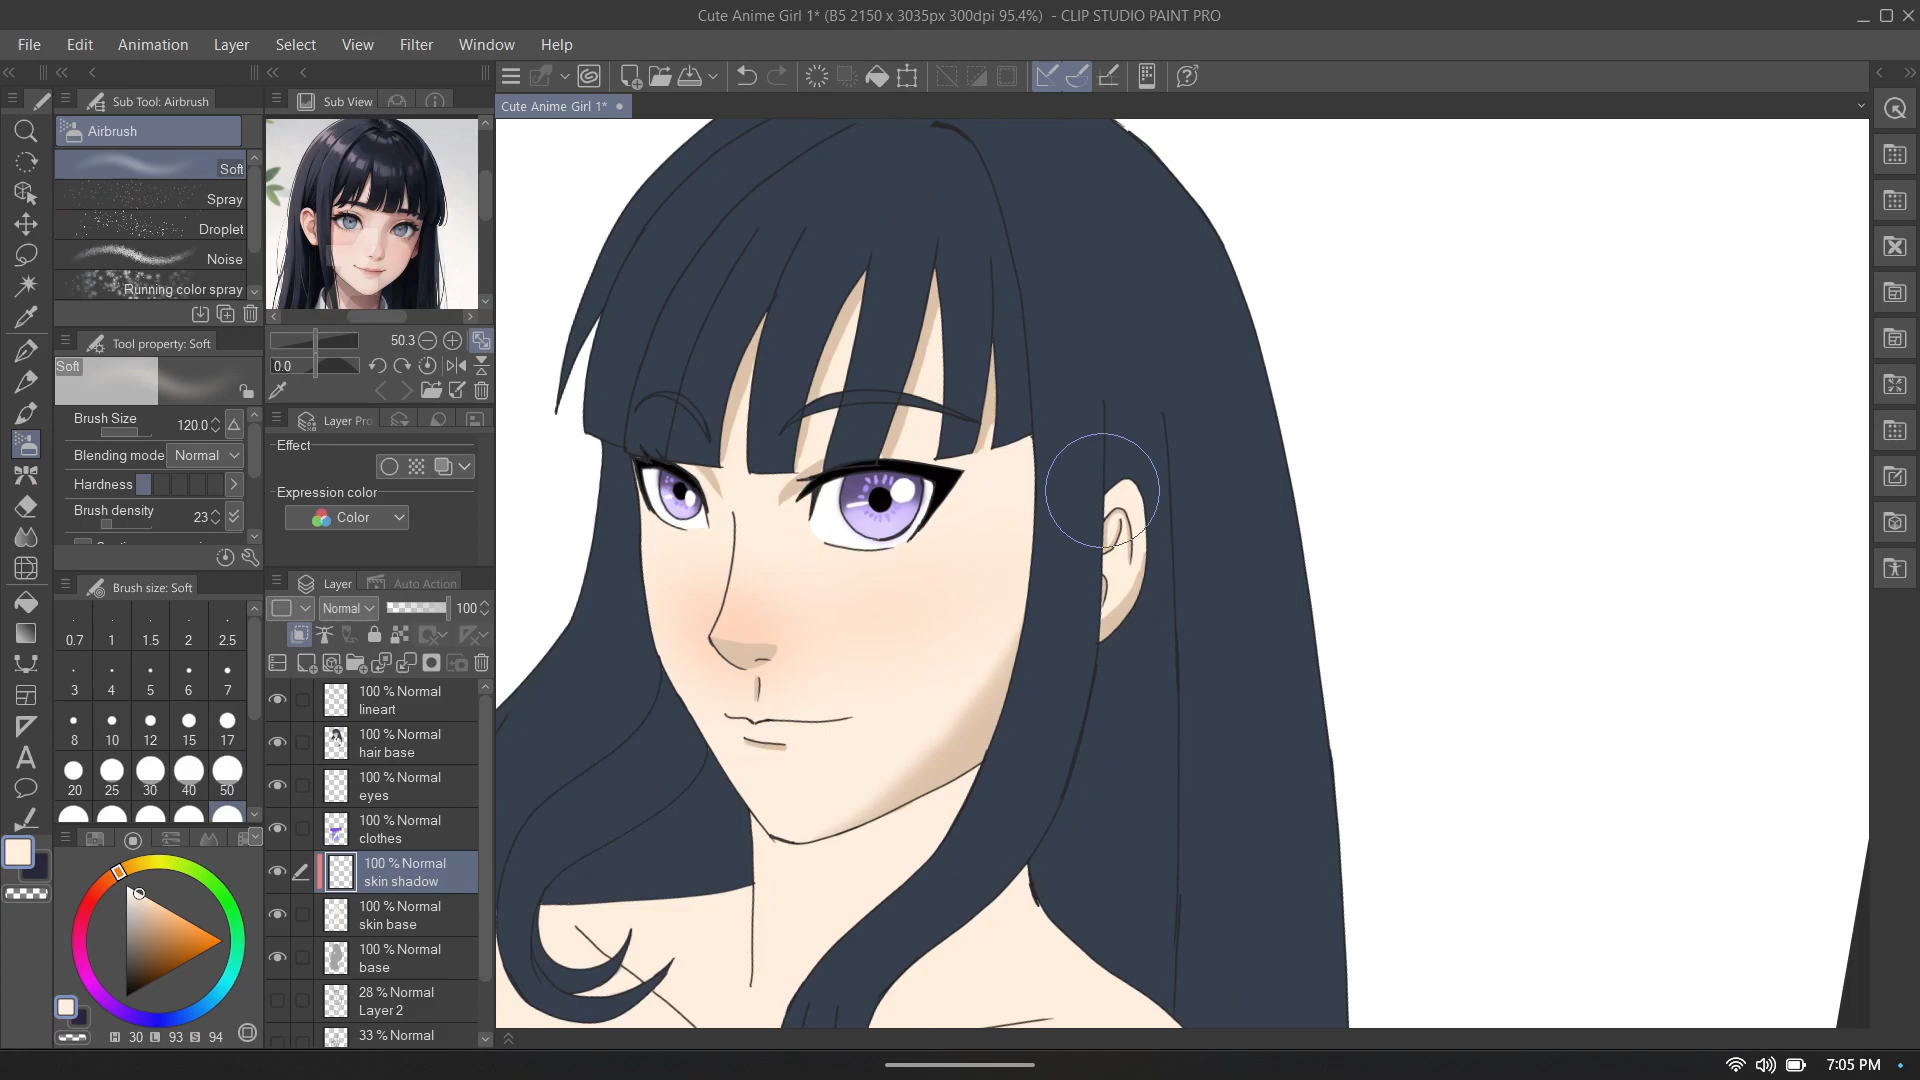 Cute Anime Girl 1* (B5 2150 x 3035px 300dpi 95.4%) - CLIP STUDIO PAINT PRO
File Edit Animation Layer Select View Filter Window Help
Sub Tool: Airbrush
Sub View
Cute Anime Girl 1*
Airbrush
Soft
Spray
Droplet
Noise
Running color spray
50.3
0.0
Tool property: Soft
Soft
Brush Size 120.0
Blending mode Normal
Hardness
Brush density 23
Layer Pro
Effect
Expression color
Color
Brush size: Soft
0.7 1 1.5 2 2.5
3 4 5 6 7
8 10 12 15 17
20 25 30 40 50
Layer Auto Action
Normal 100
100 % Normal
lineart
100 % Normal
hair base
100 % Normal
eyes
100 % Normal
clothes
100 % Normal
skin shadow
100 % Normal
skin base
100 % Normal
base
28 % Normal
Layer 2
33 % Normal
H 30 L 93 S 94
7:05 PM